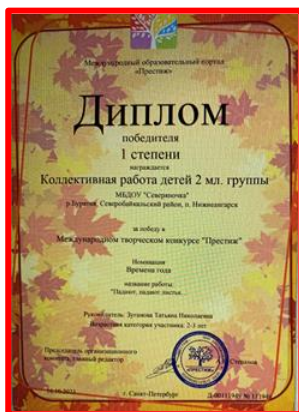 Международный образовательный портал
«Престиж»
Диплом
победителя
1 степени
награждается
Коллективная работа детей 2 мл. группы
МБДОУ "Северяночка"
р.Бурятия, Северобайкальский район, п. Нижнеангарск
за победу в
Международном творческом конкурсе "Престиж"
Номинация
Времена года
название работы
"Падают, падают листья
Руководитель: Зуганова Татьяна Николаевна
Возрастная категория участника: 2-3 лет
Председатель организационного
главный редактор
Степанов
г. Санкт-Петербург